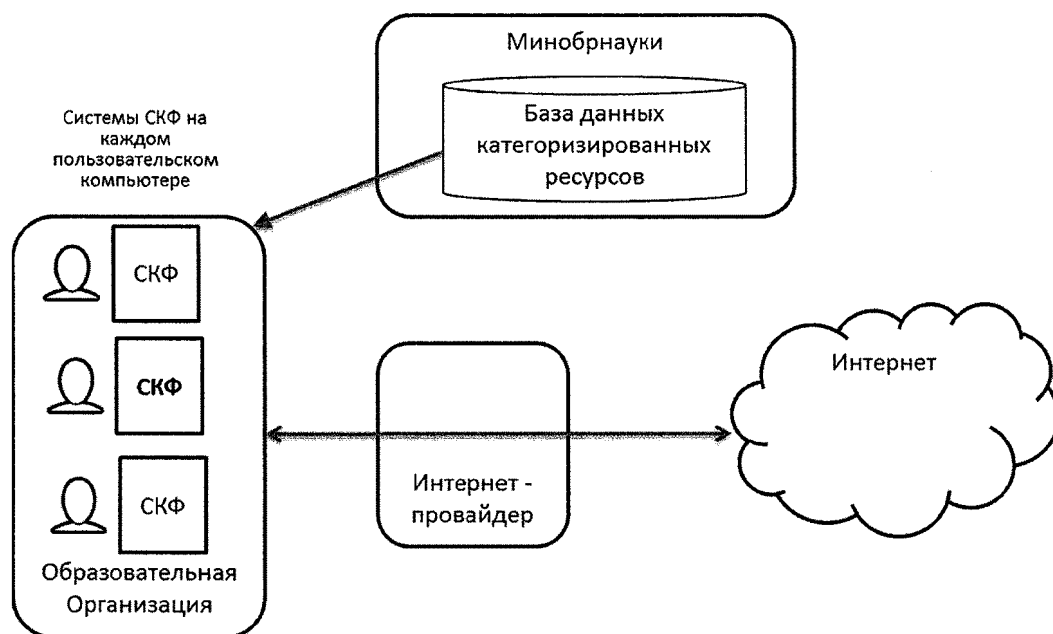 Минобрнауки
База данных
категоризированных
ресурсов
Системы СКФ на
каждом
пользовательском
компьютере
СКФ
СКФ
СКФ
Образовательная
Организация
Интернет -
провайдер
Интернет